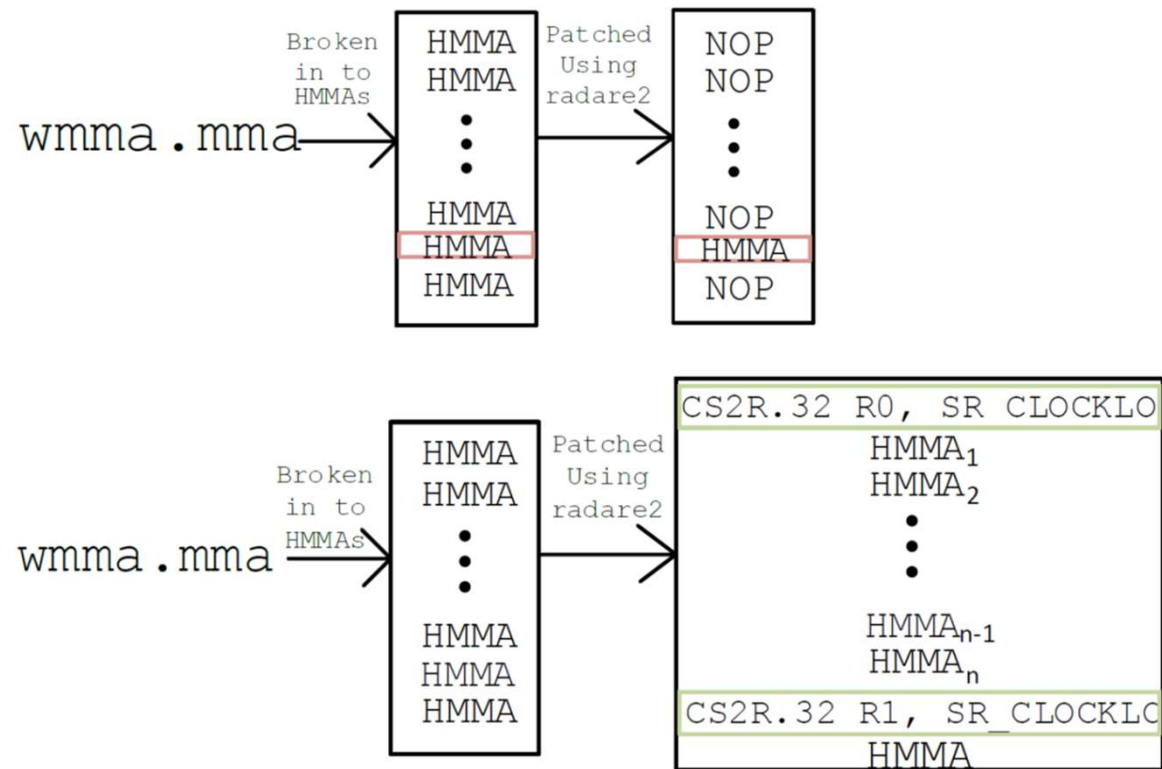 Broken
in to
HMMAs
wmma.mma
HMMA
HMMA
HMMA
HMMA
HMMA
Patched
Using
radare2
NOP
NOP
NOP
HMMA
NOP
wmma.mma
Broken
in to
HMMAs
HMMA
HMMA
HMMA
HMMA
HMMA
Patched
Using
radare2
CS2R.32 R0, SR CLOCKLO
HMMA₁
HMMA₂
HMMAₙ₋₁
HMMAₙ
CS2R.32 R1, SR_CLOCKLO
HMMA